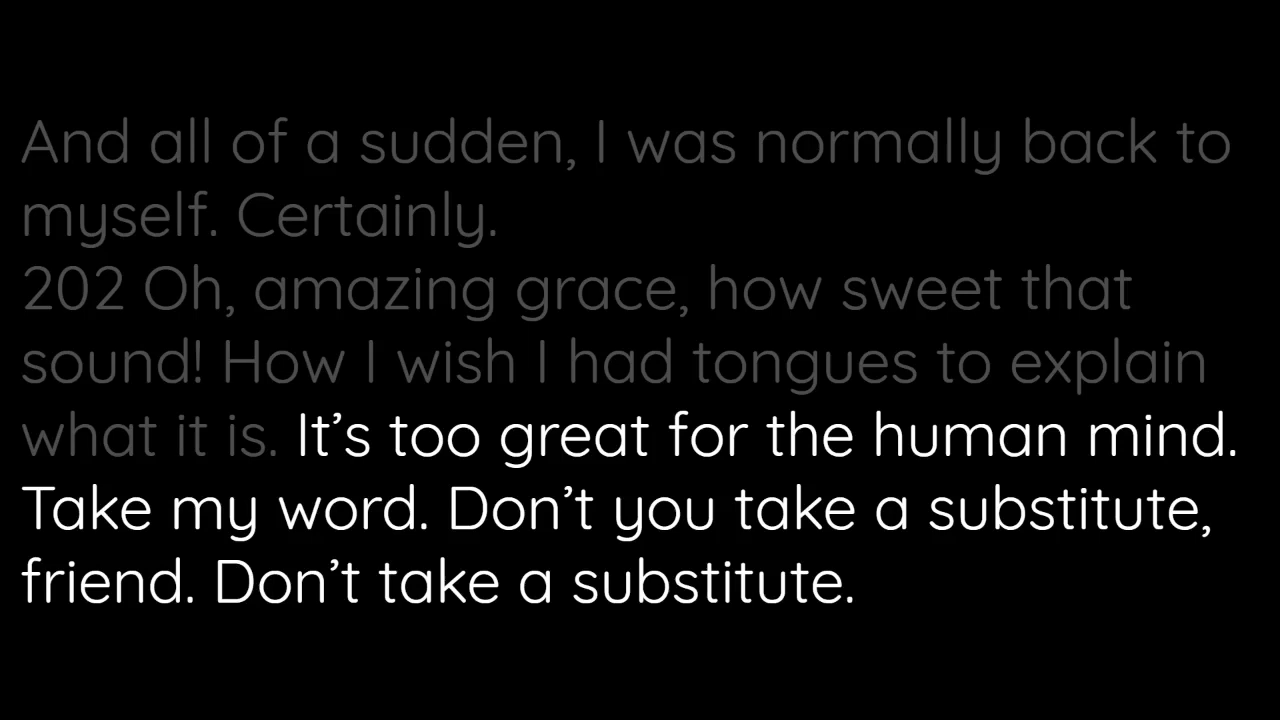 And all of a sudden, I was normally back to
myself. Certainly.
202 Oh, amazing grace, how sweet that
sound! How I wish I had tongues to explain
what it is. It’s too great for the human mind.
Take my word. Don’t you take a substitute,
friend. Don’t take a substitute.